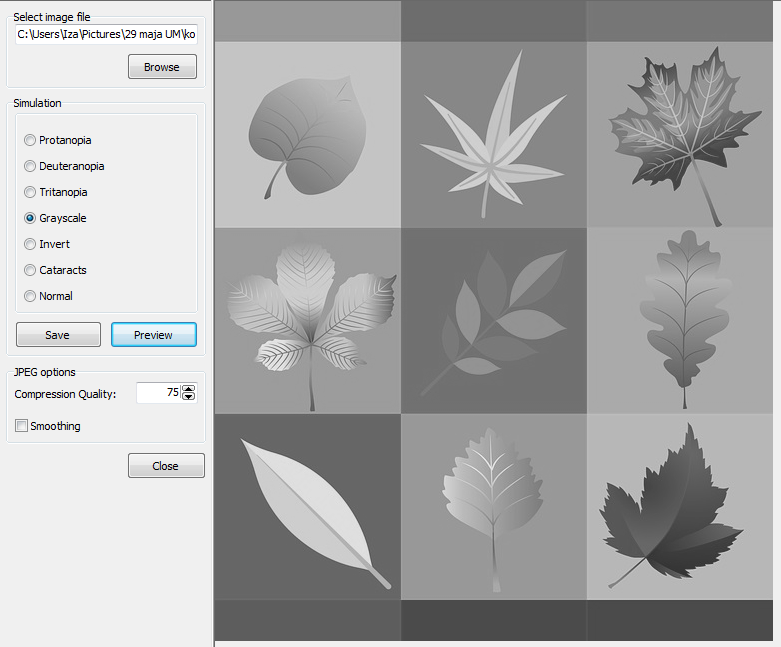 Select image file
C:\Users\Iza\Pictures\29 maja UM\ko
Browse
Simulation
Protanopia
Deuteranopia
Tritanopia
Grayscale
Invert
Cataracts
Normal
Save
Preview
JPEG options
Compression Quality:
75
Smoothing
Close